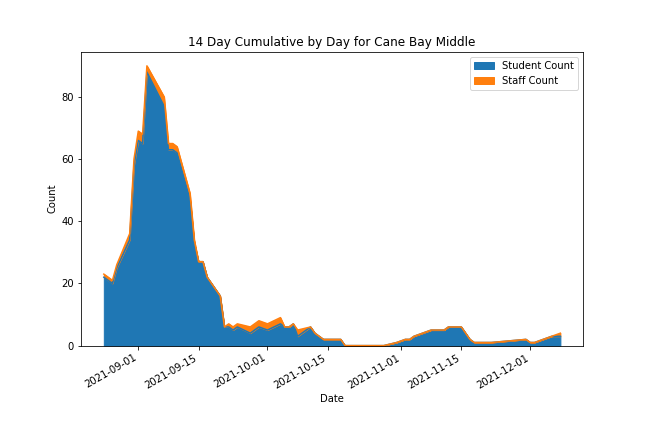 14 Day Cumulative by Day for Cane Bay Middle
Student Count
Staff Count
Count
80
60
40
20
0
2021-09-01
2021-09-15
2021-10-01
2021-10-15
2021-11-01
2021-11-15
2021-12-01
Date